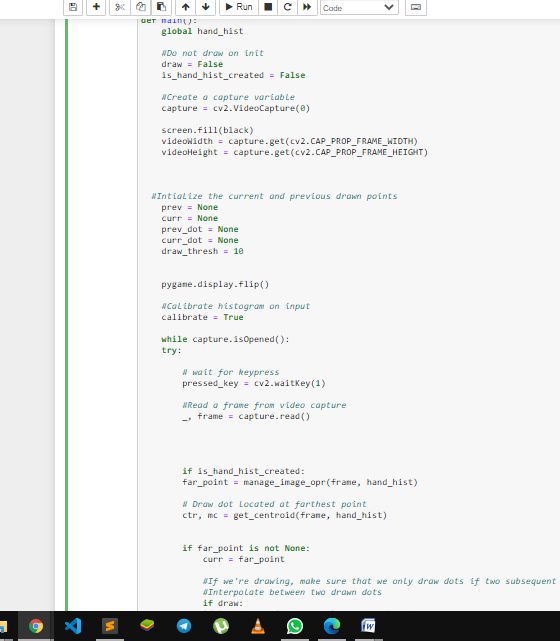 Run
Code
def main():
global hand_hist
#Do not draw on init
draw = False
is_hand_hist_created = False
#Create a capture variable
capture = cv2.VideoCapture(0)
screen.fill(black)
videoWidth = capture.get(cv2.CAP_PROP_FRAME_WIDTH)
videoHeight = capture.get(cv2.CAP_PROP_FRAME_HEIGHT)
#Intialize the current and previous drawn points
prev = None
curr = None
prev_dot = None
curr_dot = None
draw_thresh = 10
pygame.display.flip()
#Calibrate histogram on input
calibrate = True
while capture.isOpened():
try:
# wait for keypress
pressed_key = cv2.waitKey(1)
#Read a frame from video capture
_, frame = capture.read()
if is_hand_hist_created:
far_point = manage_image_opr(frame, hand_hist)
# Draw dot located at farthest point
ctr, mc = get_centroid(frame, hand_hist)
if far_point is not None:
curr = far_point
#If we're drawing, make sure that we only draw dots if two subsequent
#Interpolate between two drawn dots
if draw: